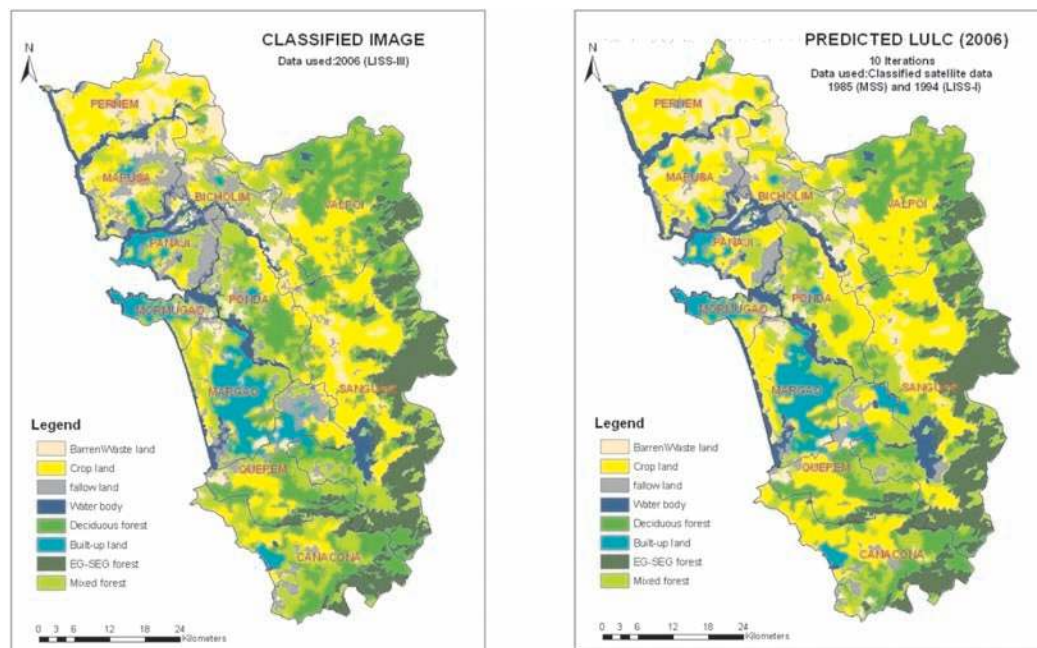 CLASSIFIED IMAGE
Data used:2006 (LISS-III)
N
PERNEM
MAPUSA
BICHOLIM
VALPOI
PANAJI
PONDA
MORMUGAO
MARGAO
SANGUEM
QUEPEM
CANACONA
Legend
Barren\Waste land
Crop land
fallow land
Water body
Deciduous forest
Built-up land
EG-SEG forest
Mixed forest
0 3 6 12 18 24
Kilometers
PREDICTED LULC (2006)
10 Iterations
Data used:Classified satellite data
1985 (MSS) and 1994 (LISS-I)
N
PERNEM
MAPUSA
BICHOLIM
VALPOI
PANAJI
PONDA
MORMUGAO
MARGAO
SANGUEM
QUEPEM
CANACONA
Legend
Barren\Waste land
Crop land
fallow land
Water body
Deciduous forest
Built-up land
EG-SEG forest
Mixed forest
0 3 6 12 18 24
Kilometers